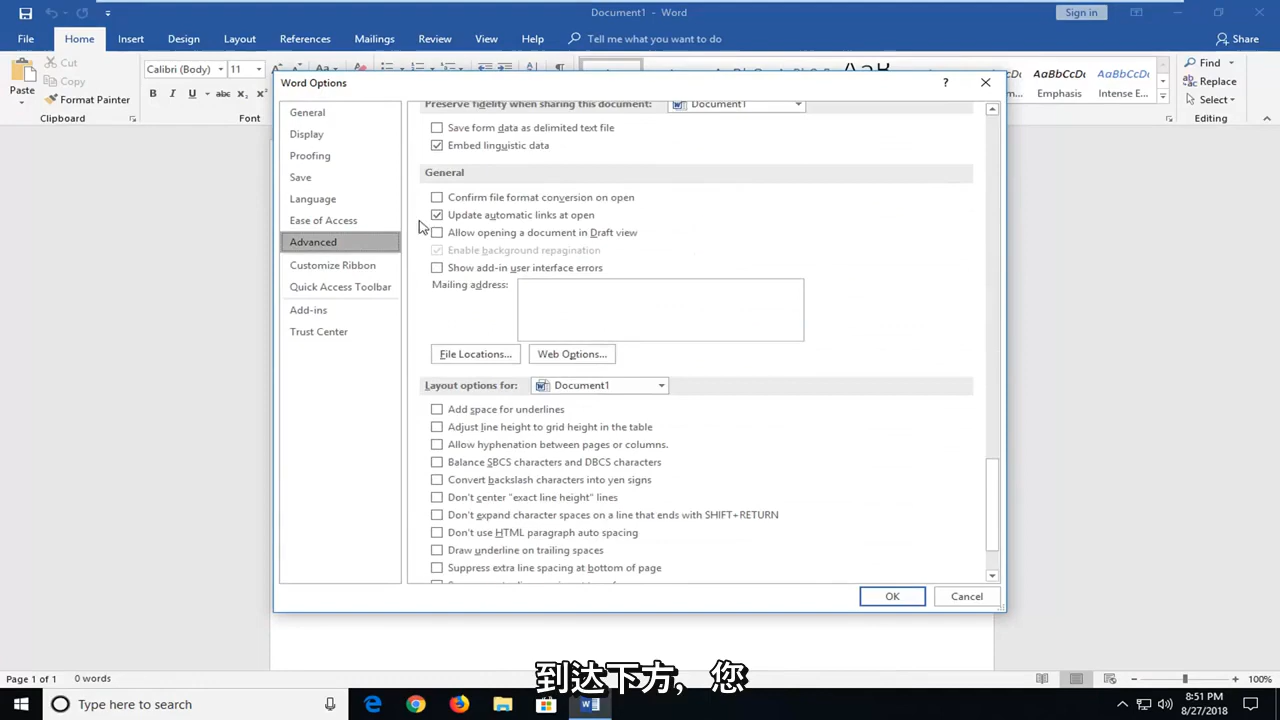 Document1 - Word
Sign in
File
Home
Insert
Design
Layout
References
Mailings
Review
View
Help
Tell me what you want to do
Share
Paste
Cut
Copy
Format Painter
Clipboard
Calibri (Body)
11
B I U abc X₂ X²
Font
AaBbCcDc
Emphasis
AaBbCcDc
Intense E...
Find
Replace
Select
Editing
Word Options
General
Display
Proofing
Save
Language
Ease of Access
Advanced
Customize Ribbon
Quick Access Toolbar
Add-ins
Trust Center
Preserve fidelity when sharing this document: Document1
Save form data as delimited text file
Embed linguistic data
General
Confirm file format conversion on open
Update automatic links at open
Allow opening a document in Draft view
Enable background repagination
Show add-in user interface errors
Mailing address:
File Locations... Web Options...
Layout options for: Document1
Add space for underlines
Adjust line height to grid height in the table
Allow hyphenation between pages or columns.
Balance SBCS characters and DBCS characters
Convert backslash characters into yen signs
Don't center "exact line height" lines
Don't expand character spaces on a line that ends with SHIFT+RETURN
Don't use HTML paragraph auto spacing
Draw underline on trailing spaces
Suppress extra line spacing at bottom of page
OK Cancel
到达下方，您
Page 1 of 1 0 words
100%
Type here to search
8:51 PM
8/27/2018